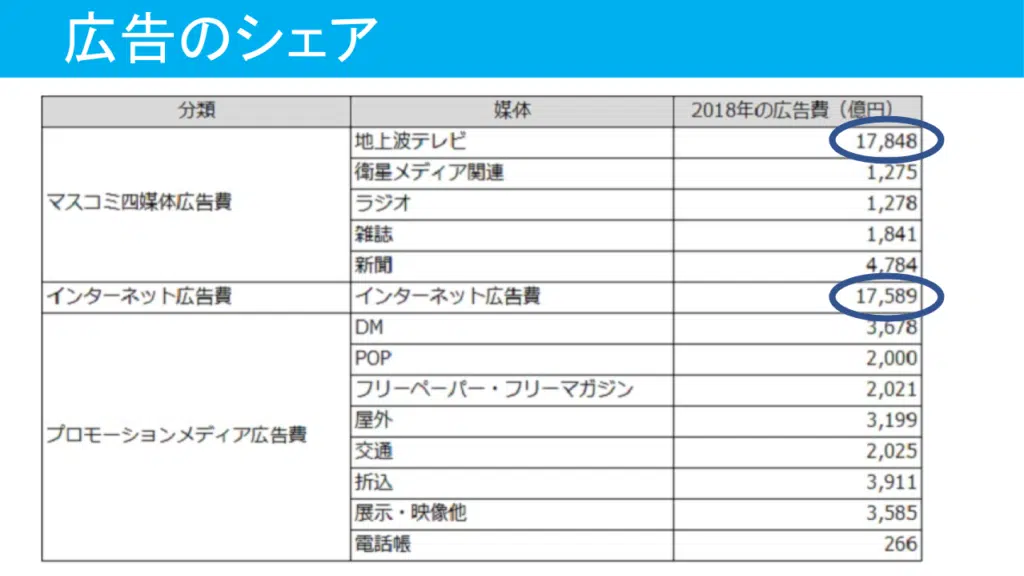 広告のシェア
分類 媒体 2018年の広告費（億円）
マスコミ四媒体広告費 地上波テレビ 17,848
衛星メディア関連 1,275
ラジオ 1,278
雑誌 1,841
新聞 4,784
インターネット広告費 インターネット広告費 17,589
プロモーションメディア広告費 DM 3,678
POP 2,000
フリーペーパー・フリーマガジン 2,021
屋外 3,199
交通 2,025
折込 3,911
展示・映像他 3,585
電話帳 266